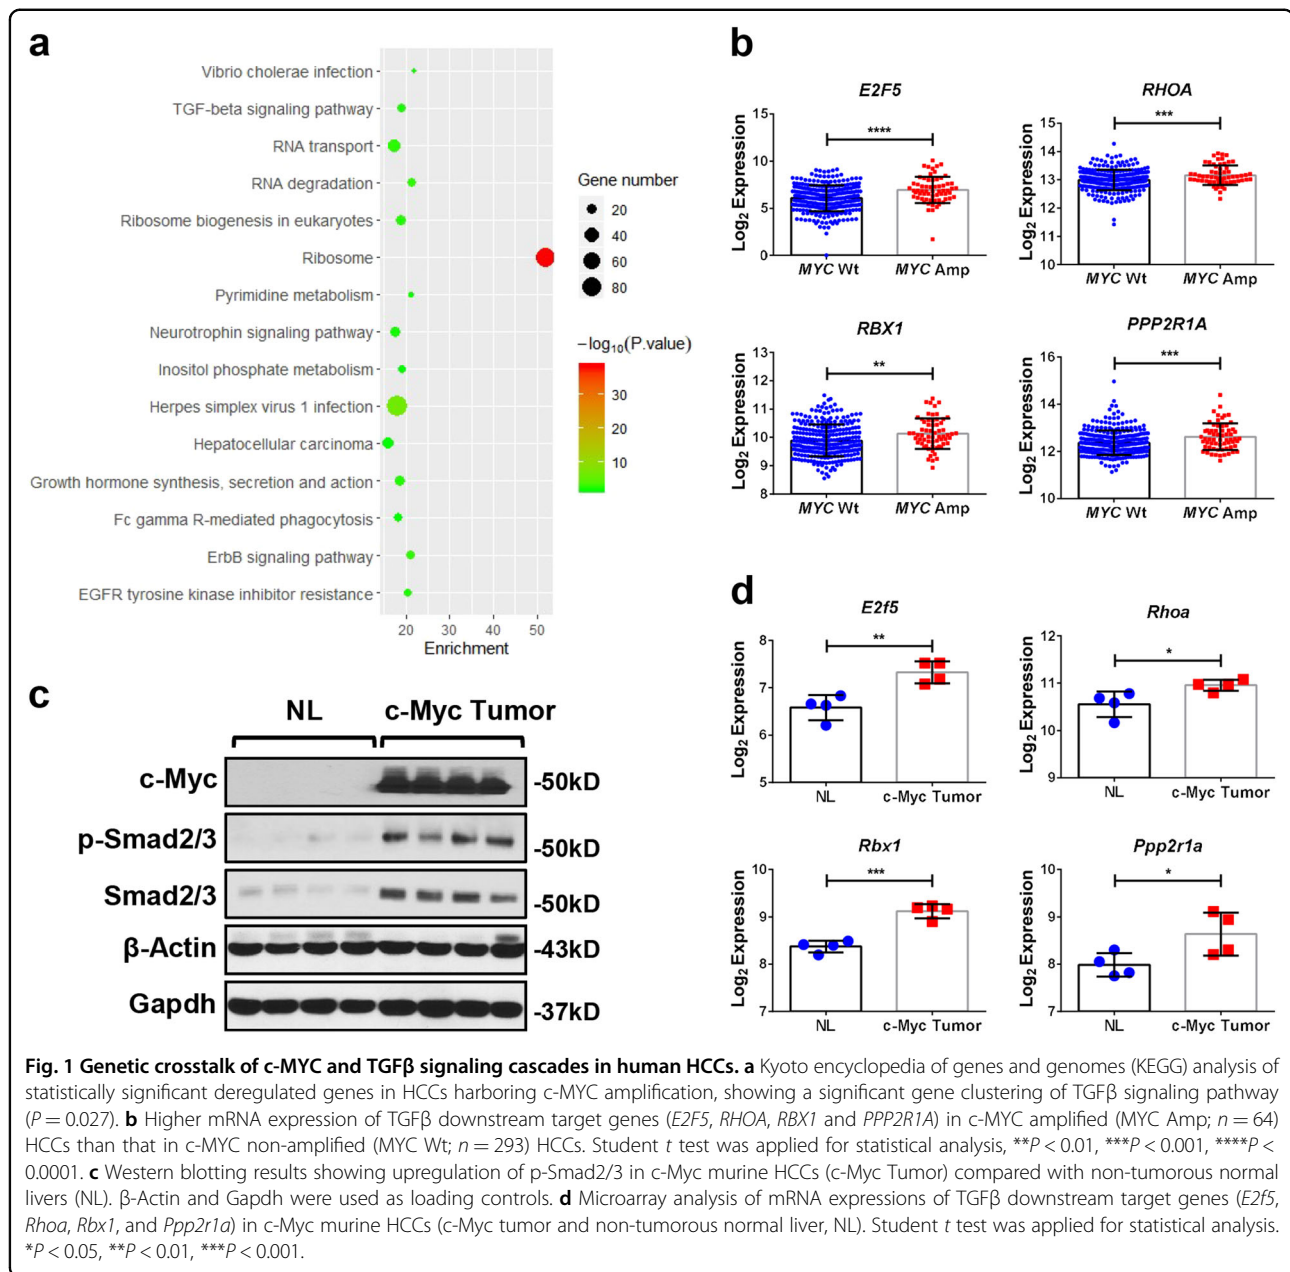 a
Vibrio cholerae infection
TGF-beta signaling pathway
RNA transport
RNA degradation
Ribosome biogenesis in eukaryotes
Ribosome
Pyrimidine metabolism
Neurotrophin signaling pathway
Inositol phosphate metabolism
Herpes simplex virus 1 infection
Hepatocellular carcinoma
Growth hormone synthesis, secretion and action
Fc gamma R-mediated phagocytosis
ErbB signaling pathway
EGFR tyrosine kinase inhibitor resistance
20 30 40 50
Enrichment
Gene number
20
40
60
80
−log10(P.value)
30
20
10
b
E2F5
****
Log2 Expression
15
10
5
0
MYC Wt MYC Amp
RHOA
***
Log2 Expression
15
14
13
12
11
10
MYC Wt MYC Amp
RBX1
**
Log2 Expression
13
12
11
10
9
8
MYC Wt MYC Amp
PPP2R1A
***
Log2 Expression
16
14
12
10
MYC Wt MYC Amp
c
NL c-Myc Tumor
c-Myc -50kD
p-Smad2/3 -50kD
Smad2/3 -50kD
β-Actin -43kD
Gapdh -37kD
d
E2f5
**
Log2 Expression
8
7
6
5
NL c-Myc Tumor
Rhoa
*
Log2 Expression
12
11
10
9
NL c-Myc Tumor
Rbx1
***
Log2 Expression
10
9
8
7
NL c-Myc Tumor
Ppp2r1a
*
Log2 Expression
10
9
8
7
NL c-Myc Tumor
Fig. 1 Genetic crosstalk of c-MYC and TGFβ signaling cascades in human HCCs. a Kyoto encyclopedia of genes and genomes (KEGG) analysis of
statistically significant deregulated genes in HCCs harboring c-MYC amplification, showing a significant gene clustering of TGFβ signaling pathway
(P = 0.027). b Higher mRNA expression of TGFβ downstream target genes (E2F5, RHOA, RBX1 and PPP2R1A) in c-MYC amplified (MYC Amp; n = 64)
HCCs than that in c-MYC non-amplified (MYC Wt; n = 293) HCCs. Student t test was applied for statistical analysis, **P < 0.01, ***P < 0.001, ****P <
0.0001. c Western blotting results showing upregulation of p-Smad2/3 in c-Myc murine HCCs (c-Myc Tumor) compared with non-tumorous normal
livers (NL). β-Actin and Gapdh were used as loading controls. d Microarray analysis of mRNA expressions of TGFβ downstream target genes (E2f5,
Rhoa, Rbx1, and Ppp2r1a) in c-Myc murine HCCs (c-Myc tumor and non-tumorous normal liver, NL). Student t test was applied for statistical analysis.
*P < 0.05, **P < 0.01, ***P < 0.001.